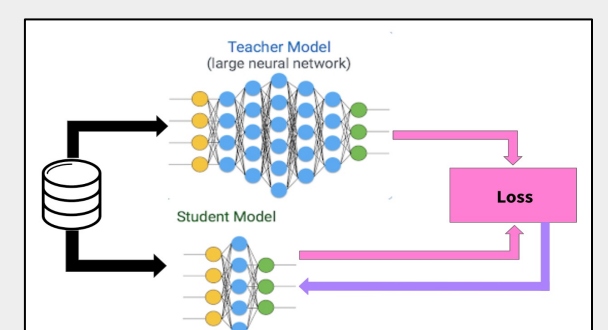 Teacher Model
(large neural network)
Loss
Student Model